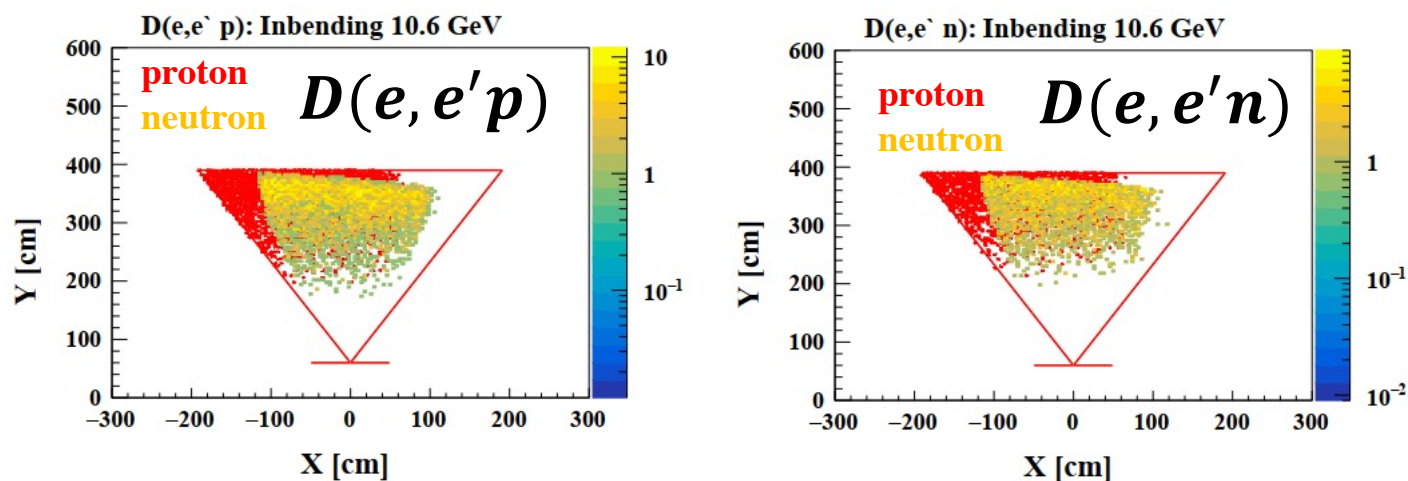 D(e,e` p): Inbending 10.6 GeV
proton
neutron
D(e, e′p)
Y [cm]
600
500
400
300
200
100
0
−300
−200
−100
0
100
200
300
X [cm]
10
1
10⁻¹
D(e,e` n): Inbending 10.6 GeV
proton
neutron
D(e, e′n)
Y [cm]
600
500
400
300
200
100
0
−300
−200
−100
0
100
200
300
X [cm]
1
10⁻¹
10⁻²